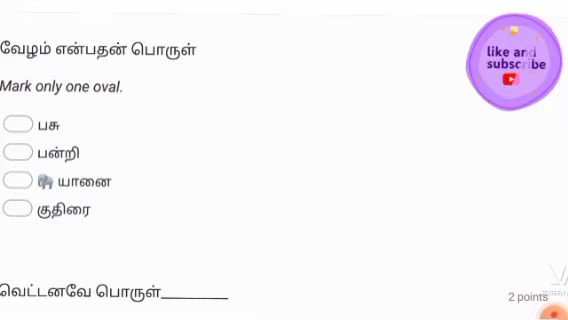 வேழம் என்பதன் பொருள்
like and
subscribe
Mark only one oval.
பசு
பன்றி
யானை
குதிரை
வெட்டனவே பொருள்________
2 points